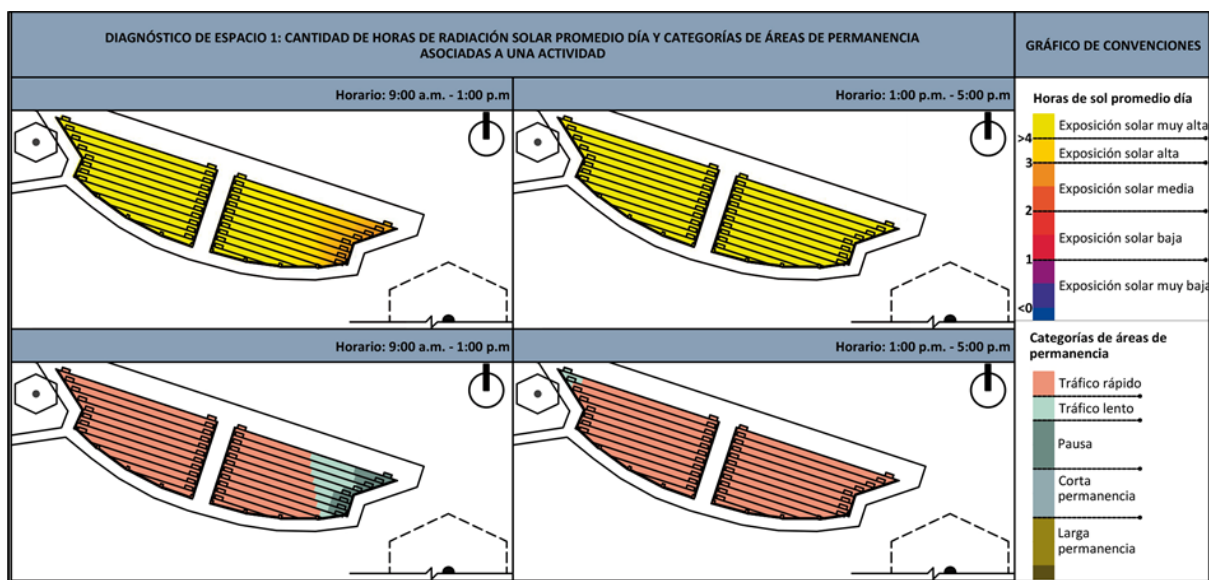 DIAGNÓSTICO DE ESPACIO 1: CANTIDAD DE HORAS DE RADIACIÓN SOLAR PROMEDIO DÍA Y CATEGORÍAS DE ÁREAS DE PERMANENCIA
ASOCIADAS A UNA ACTIVIDAD
GRÁFICO DE CONVENCIONES
Horario: 9:00 a.m. - 1:00 p.m
Horario: 1:00 p.m. - 5:00 p.m
Horas de sol promedio día
Exposición solar muy alta
>4
Exposición solar alta
3
Exposición solar media
2
Exposición solar baja
1
Exposición solar muy baja
<0
Horario: 9:00 a.m. - 1:00 p.m
Horario: 1:00 p.m. - 5:00 p.m
Categorías de áreas de
permanencia
Tráfico rápido
Tráfico lento
Pausa
Corta
permanencia
Larga
permanencia